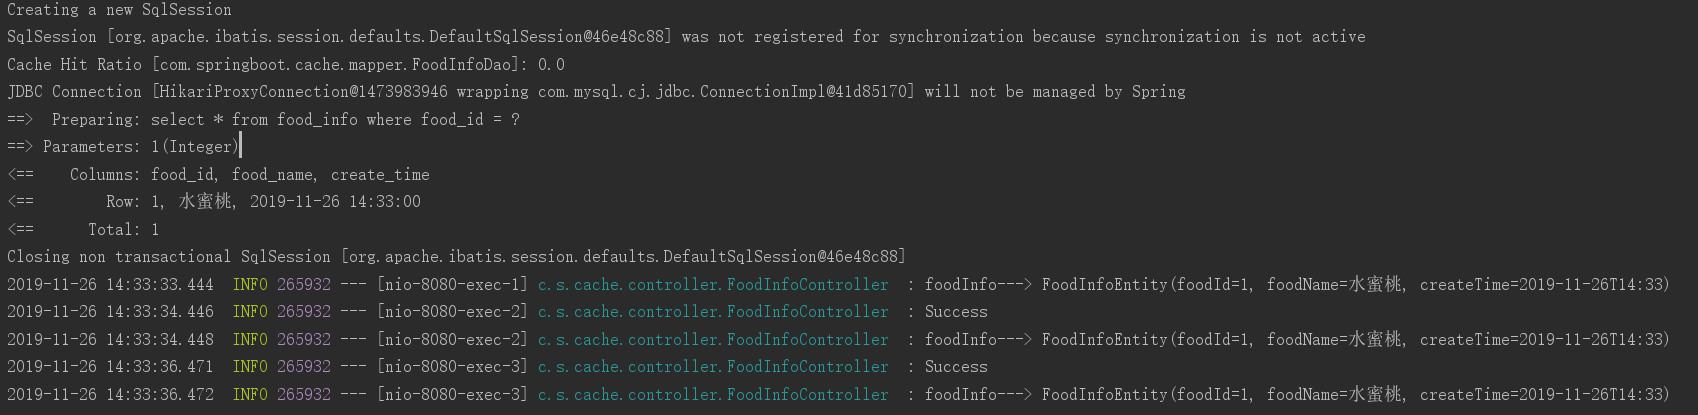 Creating a new SqlSession
SqlSession [org.apache.ibatis.session.defaults.DefaultSqlSession@46e48c88] was not registered for synchronization because synchronization is not active
Cache Hit Ratio [com.springboot.cache.mapper.FoodInfoDao]: 0.0
JDBC Connection [HikariProxyConnection@1473983946 wrapping com.mysql.cj.jdbc.ConnectionImpl@41d85170] will not be managed by Spring
==>  Preparing: select * from food_info where food_id = ?
==> Parameters: 1(Integer)
<==    Columns: food_id, food_name, create_time
<==        Row: 1, 水蜜桃, 2019-11-26 14:33:00
<==      Total: 1
Closing non transactional SqlSession [org.apache.ibatis.session.defaults.DefaultSqlSession@46e48c88]
2019-11-26 14:33:33.444  INFO 265932 --- [nio-8080-exec-1] c.s.cache.controller.FoodInfoController  : foodInfo---> FoodInfoEntity(foodId=1, foodName=水蜜桃, createTime=2019-11-26T14:33)
2019-11-26 14:33:34.446  INFO 265932 --- [nio-8080-exec-2] c.s.cache.controller.FoodInfoController  : Success
2019-11-26 14:33:34.448  INFO 265932 --- [nio-8080-exec-2] c.s.cache.controller.FoodInfoController  : foodInfo---> FoodInfoEntity(foodId=1, foodName=水蜜桃, createTime=2019-11-26T14:33)
2019-11-26 14:33:36.471  INFO 265932 --- [nio-8080-exec-3] c.s.cache.controller.FoodInfoController  : Success
2019-11-26 14:33:36.472  INFO 265932 --- [nio-8080-exec-3] c.s.cache.controller.FoodInfoController  : foodInfo---> FoodInfoEntity(foodId=1, foodName=水蜜桃, createTime=2019-11-26T14:33)